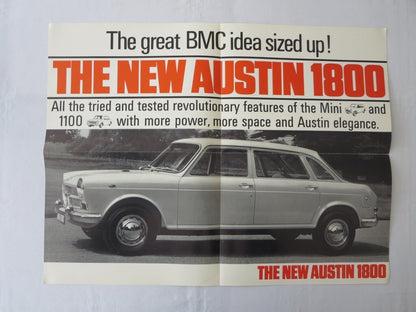 The great BMC idea sized up!
THE NEW AUSTIN 1800
All the tried and tested revolutionary features of the Mini and
1100 with more power, more space and Austin elegance.
THE NEW AUSTIN 1800